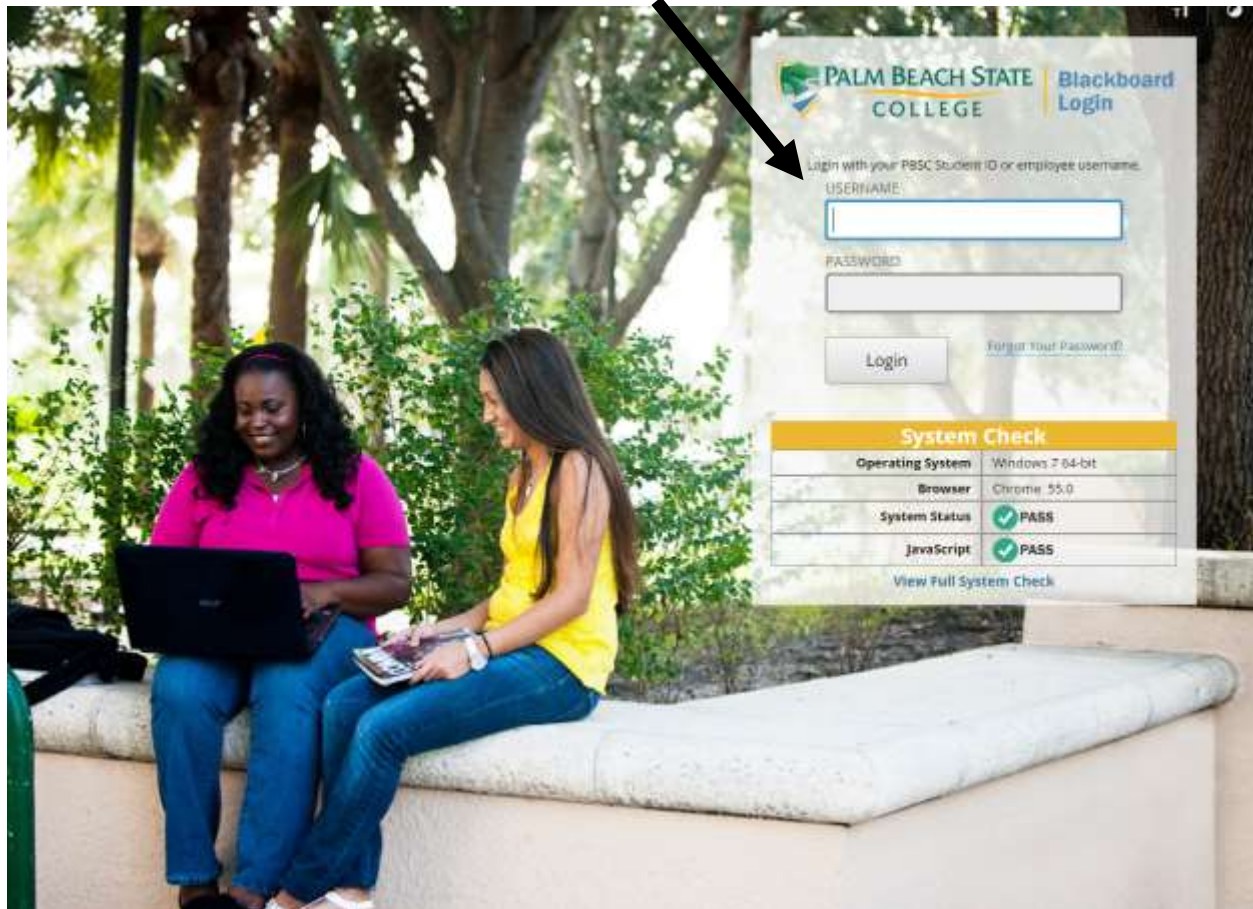 PALM BEACH STATE
COLLEGE
Blackboard
Login
Login with your PBSC Student ID or employee username.
USERNAME
PASSWORD
Login
Forgot Your Password?
System Check
Operating System Windows 7 64-bit
Browser Chrome 55.0
System Status PASS
JavaScript PASS
View Full System Check